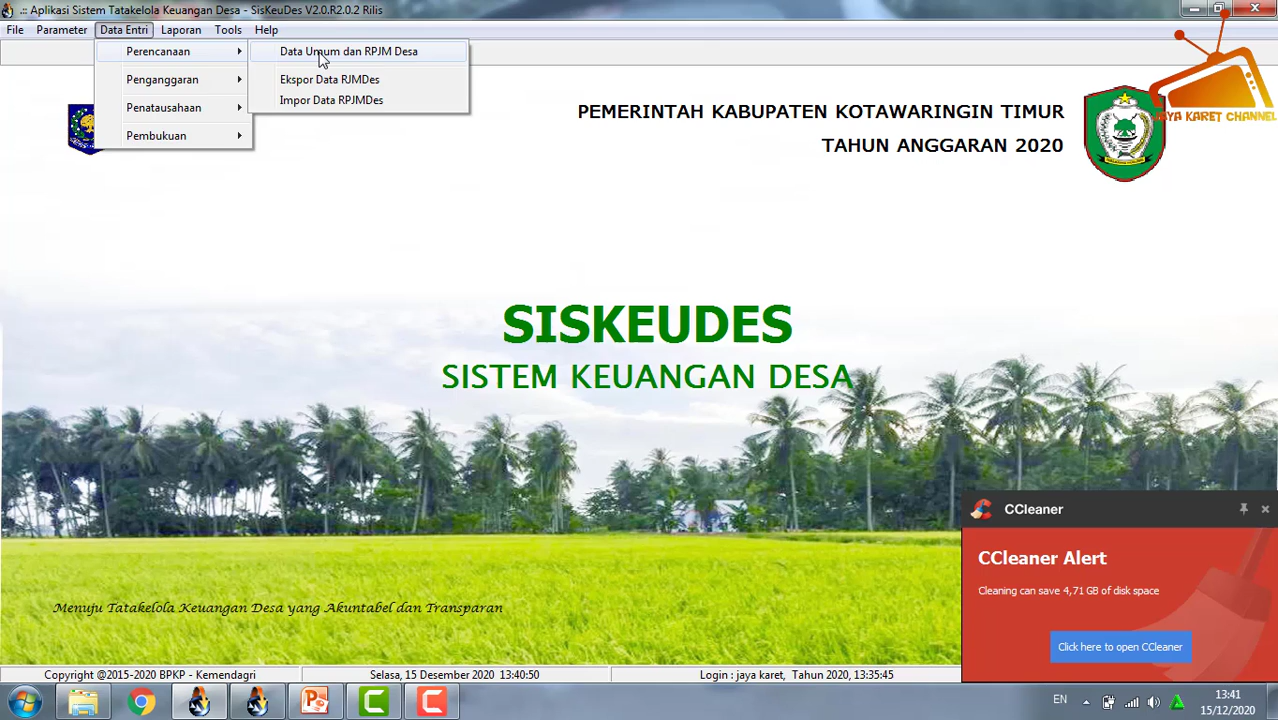 .:: Aplikasi Sistem Tatakelola Keuangan Desa - SisKeuDes V2.0.R2.0.2 Rilis
File Parameter Data Entri Laporan Tools Help
Perencanaan
Penganggaran
Penatausahaan
Pembukuan
Data Umum dan RPJM Desa
Ekspor Data RJMDes
Impor Data RPJMDes
PEMERINTAH KABUPATEN KOTAWARINGIN TIMUR
TAHUN ANGGARAN 2020
JAYA KARET CHANNEL
SISKEUDES
SISTEM KEUANGAN DESA
Menuju Tatakelola Keuangan Desa yang Akuntabel dan Transparan
CCleaner
CCleaner Alert
Cleaning can save 4,71 GB of disk space
Click here to open CCleaner
Copyright @2015-2020 BPKP - Kemendagri
Selasa, 15 Desember 2020 13:40:50
Login : jaya karet, Tahun 2020, 13:35:45
EN
13:41
15/12/2020